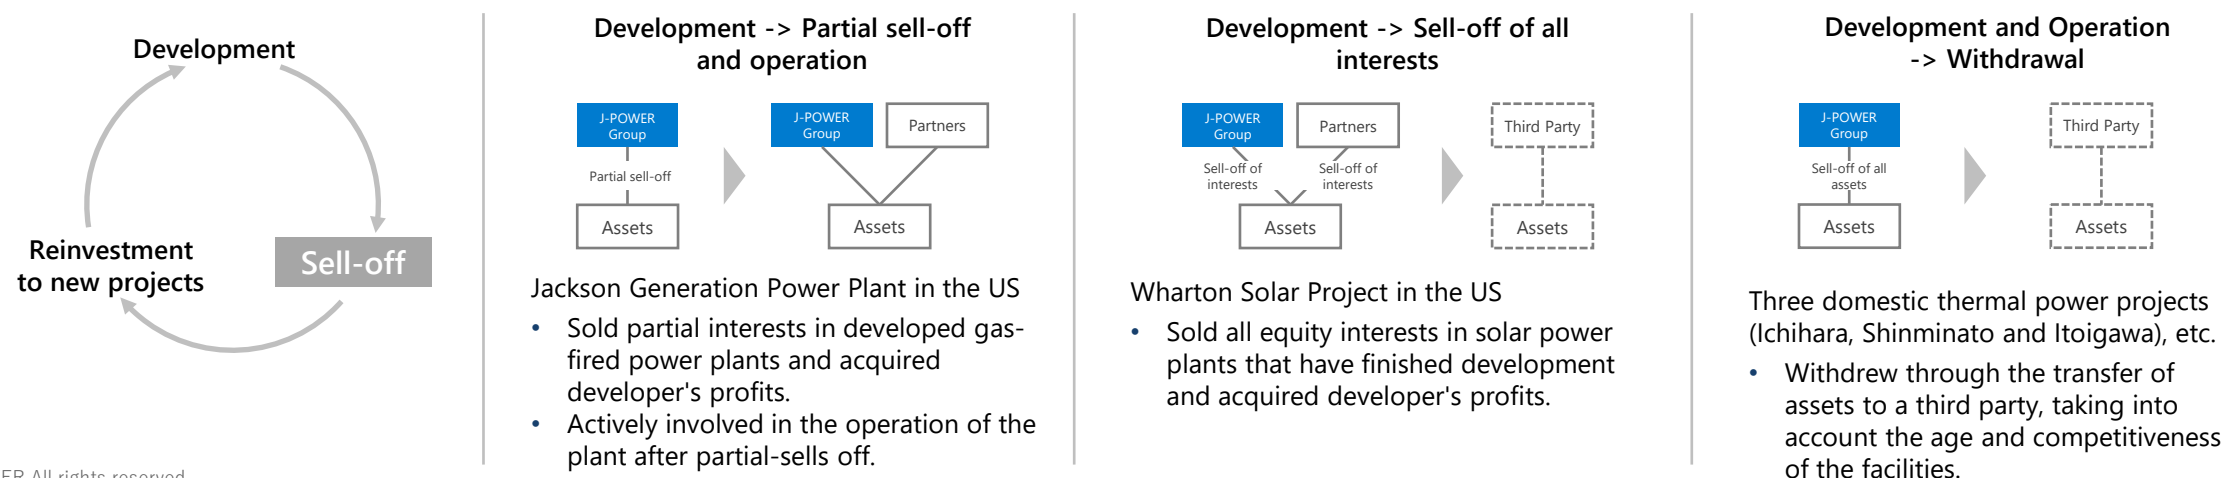 Development
Reinvestment
to new projects
Sell-off
Development -> Partial sell-off
and operation
J-POWER
Group
Partial sell-off
Assets
J-POWER
Group
Partners
Assets
Jackson Generation Power Plant in the US
• Sold partial interests in developed gas-
fired power plants and acquired
developer's profits.
• Actively involved in the operation of the
plant after partial-sells off.
Development -> Sell-off of all
interests
J-POWER
Group
Partners
Sell-off of
interests
Sell-off of
interests
Assets
Third Party
Assets
Wharton Solar Project in the US
• Sold all equity interests in solar power
plants that have finished development
and acquired developer's profits.
Development and Operation
-> Withdrawal
J-POWER
Group
Sell-off of all
assets
Assets
Third Party
Assets
Three domestic thermal power projects
(Ichihara, Shinminato and Itoigawa), etc.
• Withdrew through the transfer of
assets to a third party, taking into
account the age and competitiveness
of the facilities.
ER All rights reserved